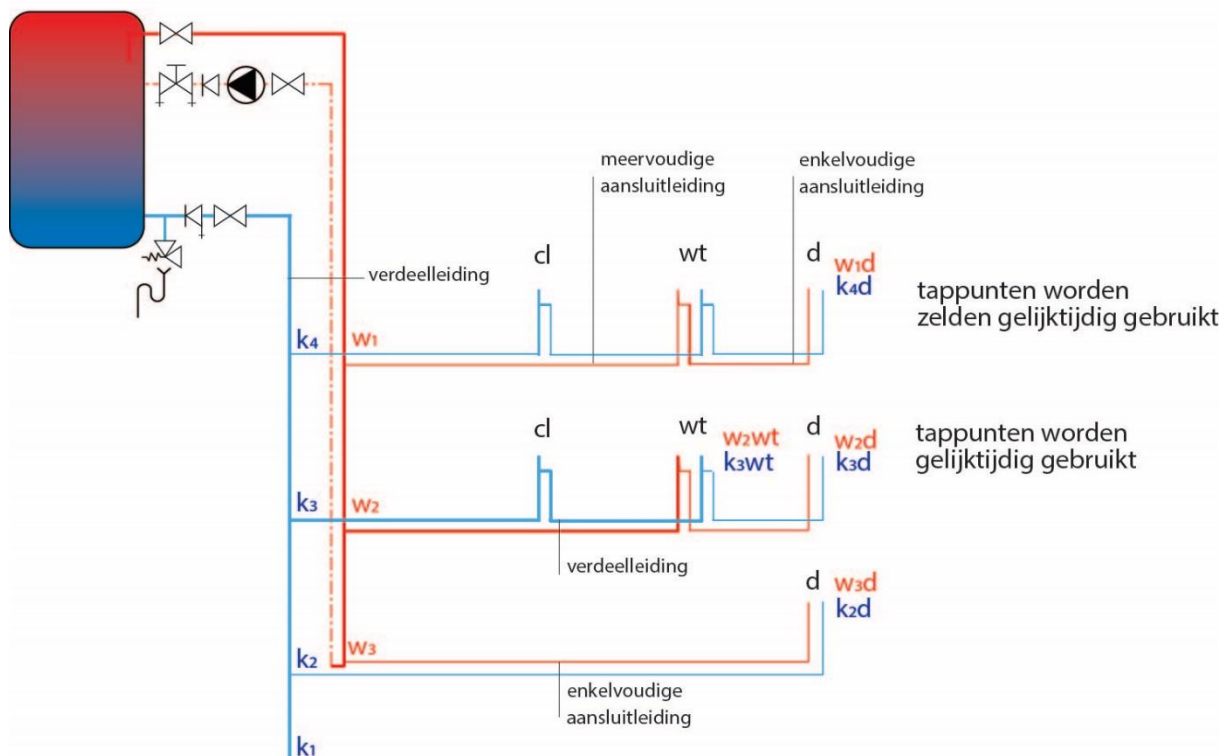 meervoudige
aansluitleiding
enkelvoudige
aansluitleiding
cl
wt
d
w1d
k4d
verdeelleiding
tappunten worden
zelden gelijktijdig gebruikt
k4
w1
cl
wt
w2wt
k3wt
d
w2d
k3d
tappunten worden
gelijktijdig gebruikt
k3
w2
verdeelleiding
d
w3d
k2d
k2
w3
enkelvoudige
aansluitleiding
k1